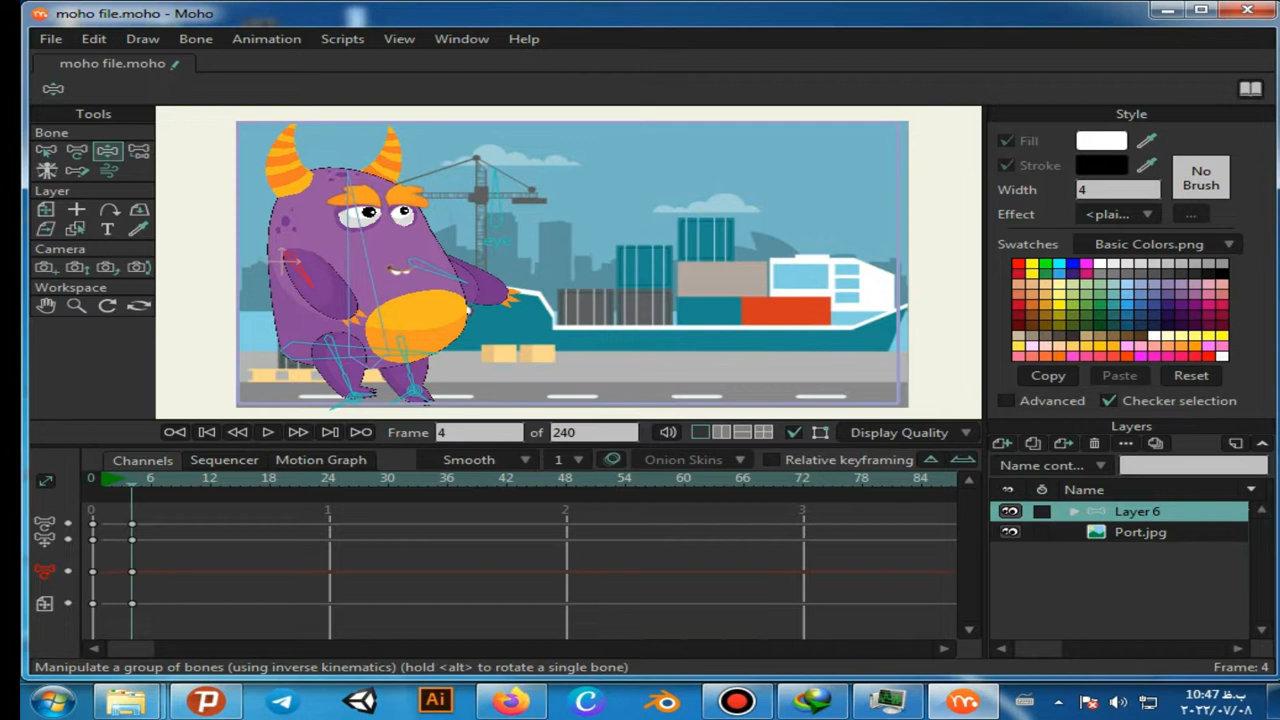 moho file.moho - Moho
File Edit Draw Bone Animation Scripts View Window Help
moho file.moho
Tools
Bone
Layer
T
Camera
Workspace
eye
Style
Fill
Stroke
No
Brush
Width 4
Effect <plai... ...
Swatches Basic Colors.png
Copy Paste Reset
Advanced Checker selection
Frame 4 of 240 Display Quality
Channels Sequencer Motion Graph Smooth 1 Onion Skins Relative keyframing
0 6 12 18 24 30 36 42 48 54 60 66 72 78 84
0 1 2 3
Layers
Name cont...
Name
Layer 6
Port.jpg
Manipulate a group of bones (using inverse kinematics) (hold <alt> to rotate a single bone) Frame: 4
Ai
10:47 ب.ظ
۲۰۲۲/۰۷/۰۸